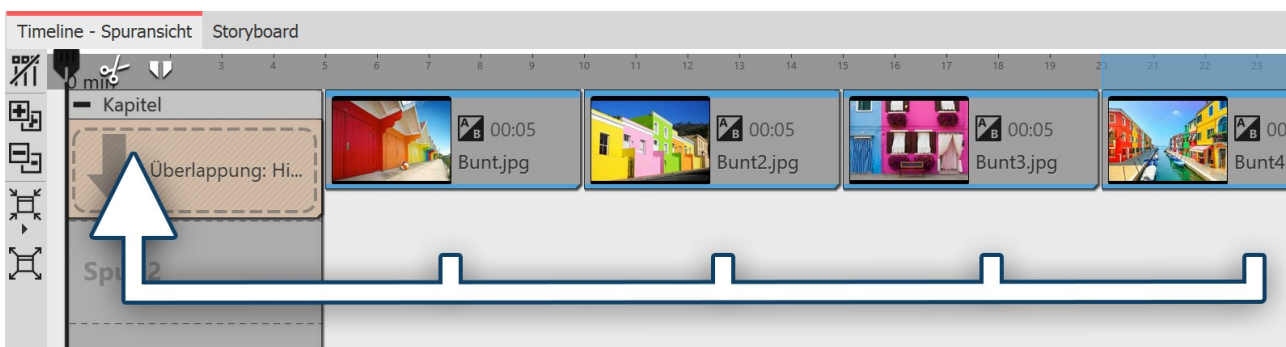 Timeline - Spuransicht Storyboard
0 min 3 4 5 6 7 8 9 10 11 12 13 14 15 16 17 18 19 20 21 22 23
Kapitel
Überlappung: Hi...
A B 00:05
Bunt.jpg
A B 00:05
Bunt2.jpg
A B 00:05
Bunt3.jpg
A B 00
Bunt4
2